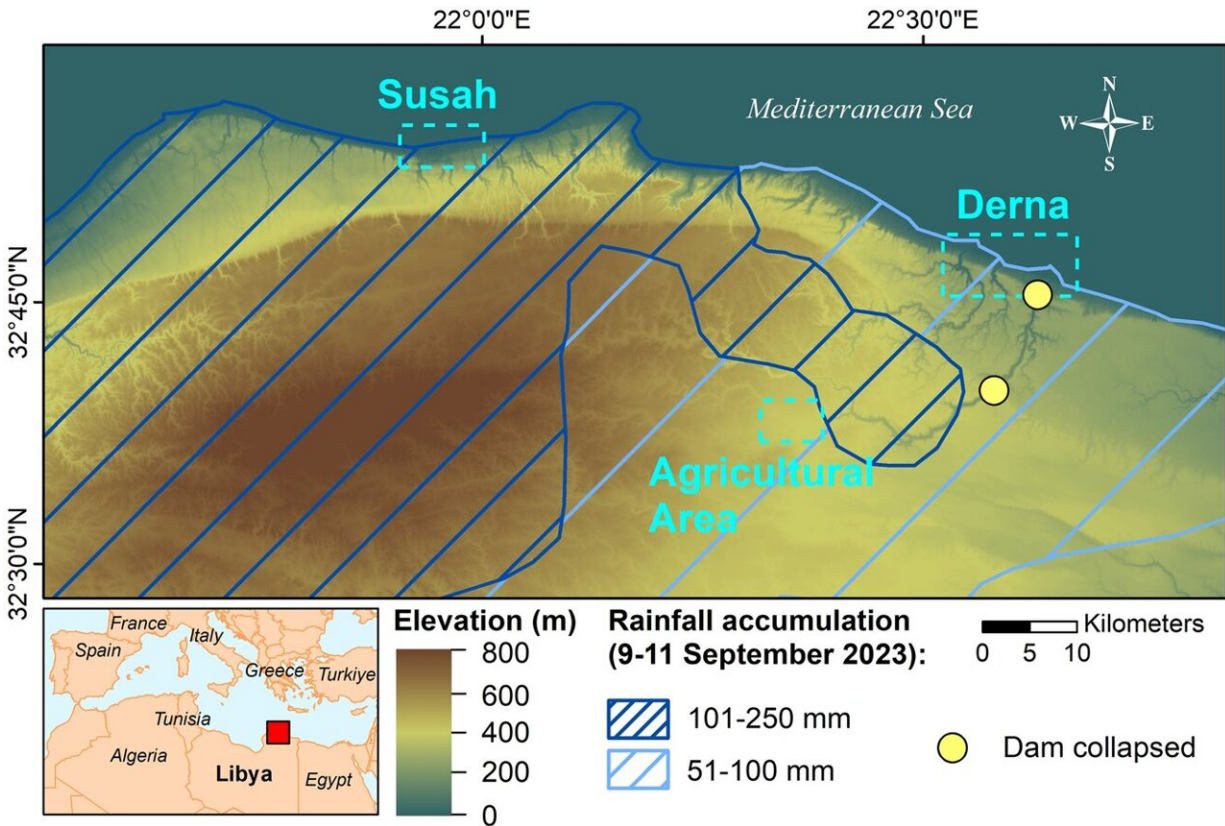 22°0'0"E
22°30'0"E
Susah
Mediterranean Sea
N
W
E
S
Derna
32°45'0"N
Agricultural
Area
32°30'0"N
France
Spain
Italy
Greece
Turkiye
Tunisia
Algeria
Libya
Egypt
Elevation (m)
800
600
400
200
0
Rainfall accumulation
(9-11 September 2023):
101-250 mm
51-100 mm
Kilometers
0 5 10
Dam collapsed